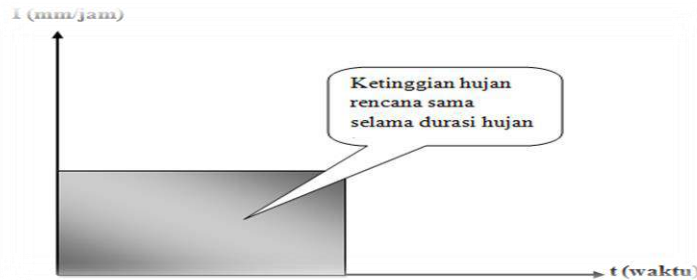 I (mm/jam)
Ketinggian hujan
rencana sama
selama durasi hujan
t (waktu)